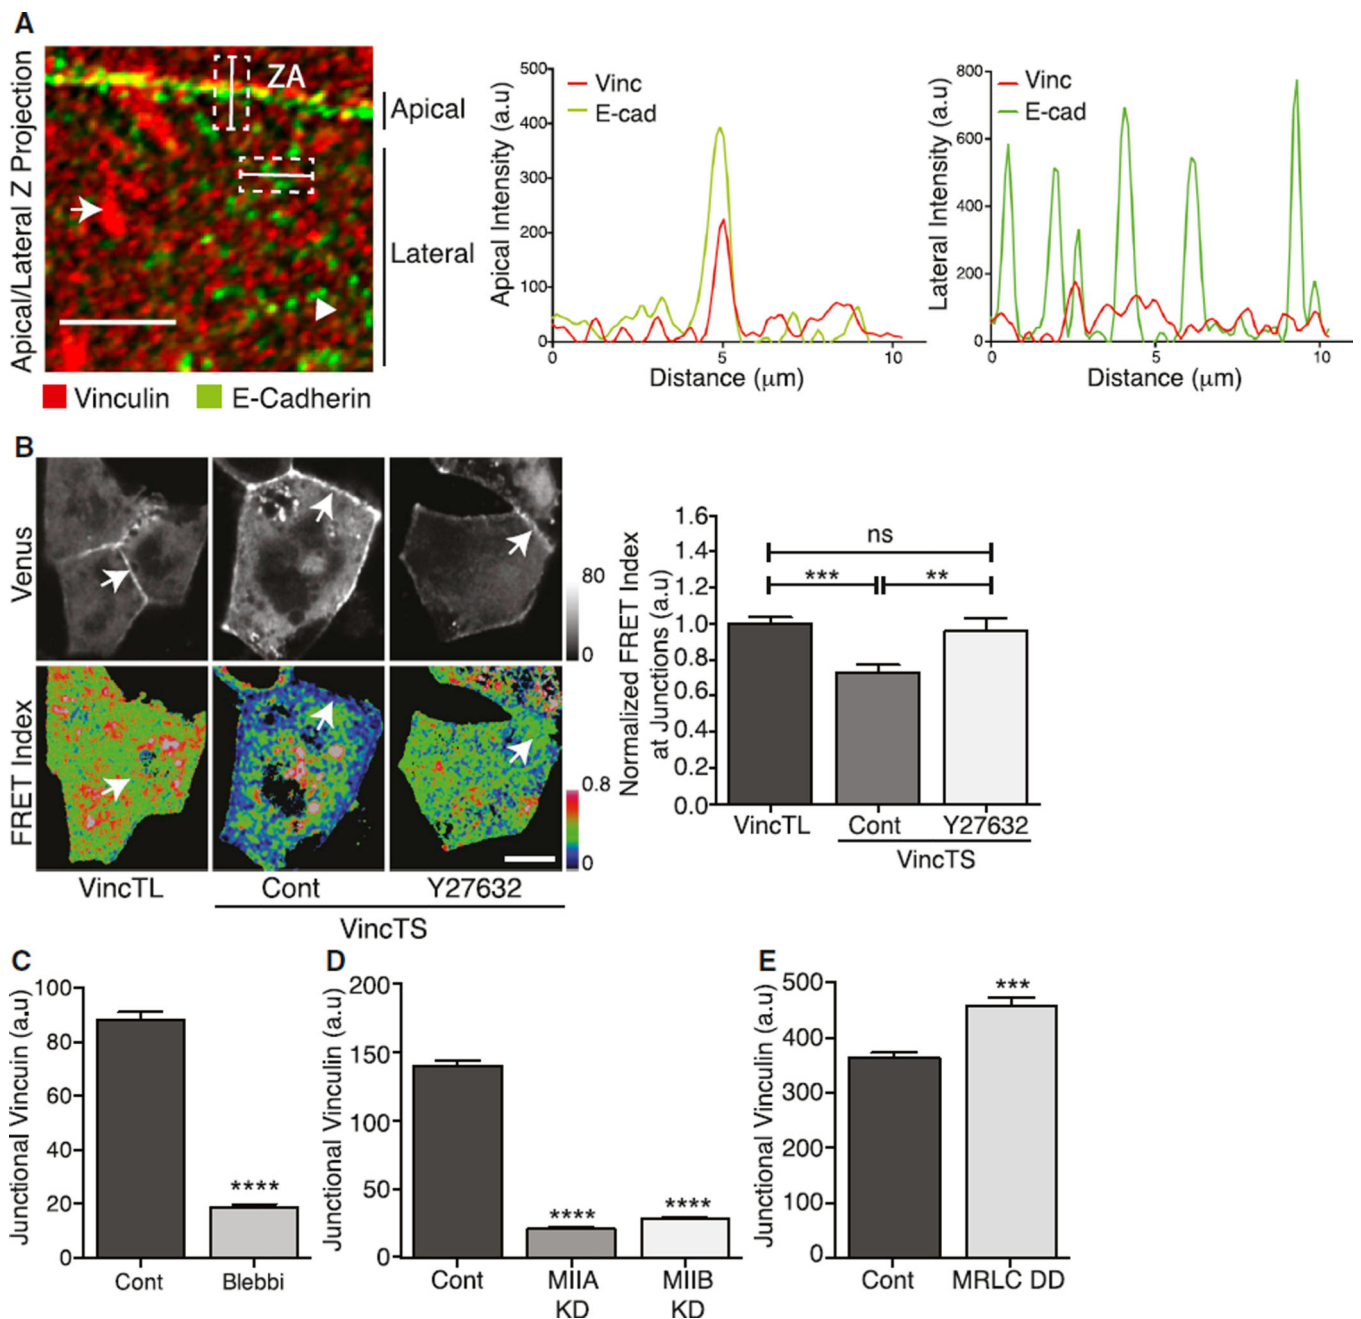 A
Apical/Lateral Z Projection
ZA
Apical
Lateral
Vinculin
E-Cadherin
Apical Intensity (a.u)
500
400
300
200
100
0
Vinc
E-cad
0 5 10
Distance (μm)
Lateral Intensity (a.u)
800
600
400
200
0
Vinc
E-cad
0 5 10
Distance (μm)
B
Venus
80
0
FRET Index
0.8
0
VincTL Cont Y27632
VincTS
Normalized FRET Index
at Junctions (a.u)
1.6
1.4
1.2
1.0
0.8
0.6
0.4
0.2
0.0
ns
*** **
VincTL Cont Y27632
VincTS
C
Junctional Vincuin (a.u)
100
80
60
40
20
0
****
Cont Blebbi
D
Junctional Vinculin (a.u)
200
150
100
50
0
**** ****
Cont MIIA MIIB
KD KD
E
Junctional Vinculin (a.u)
500
400
300
200
100
0
***
Cont MRLC DD